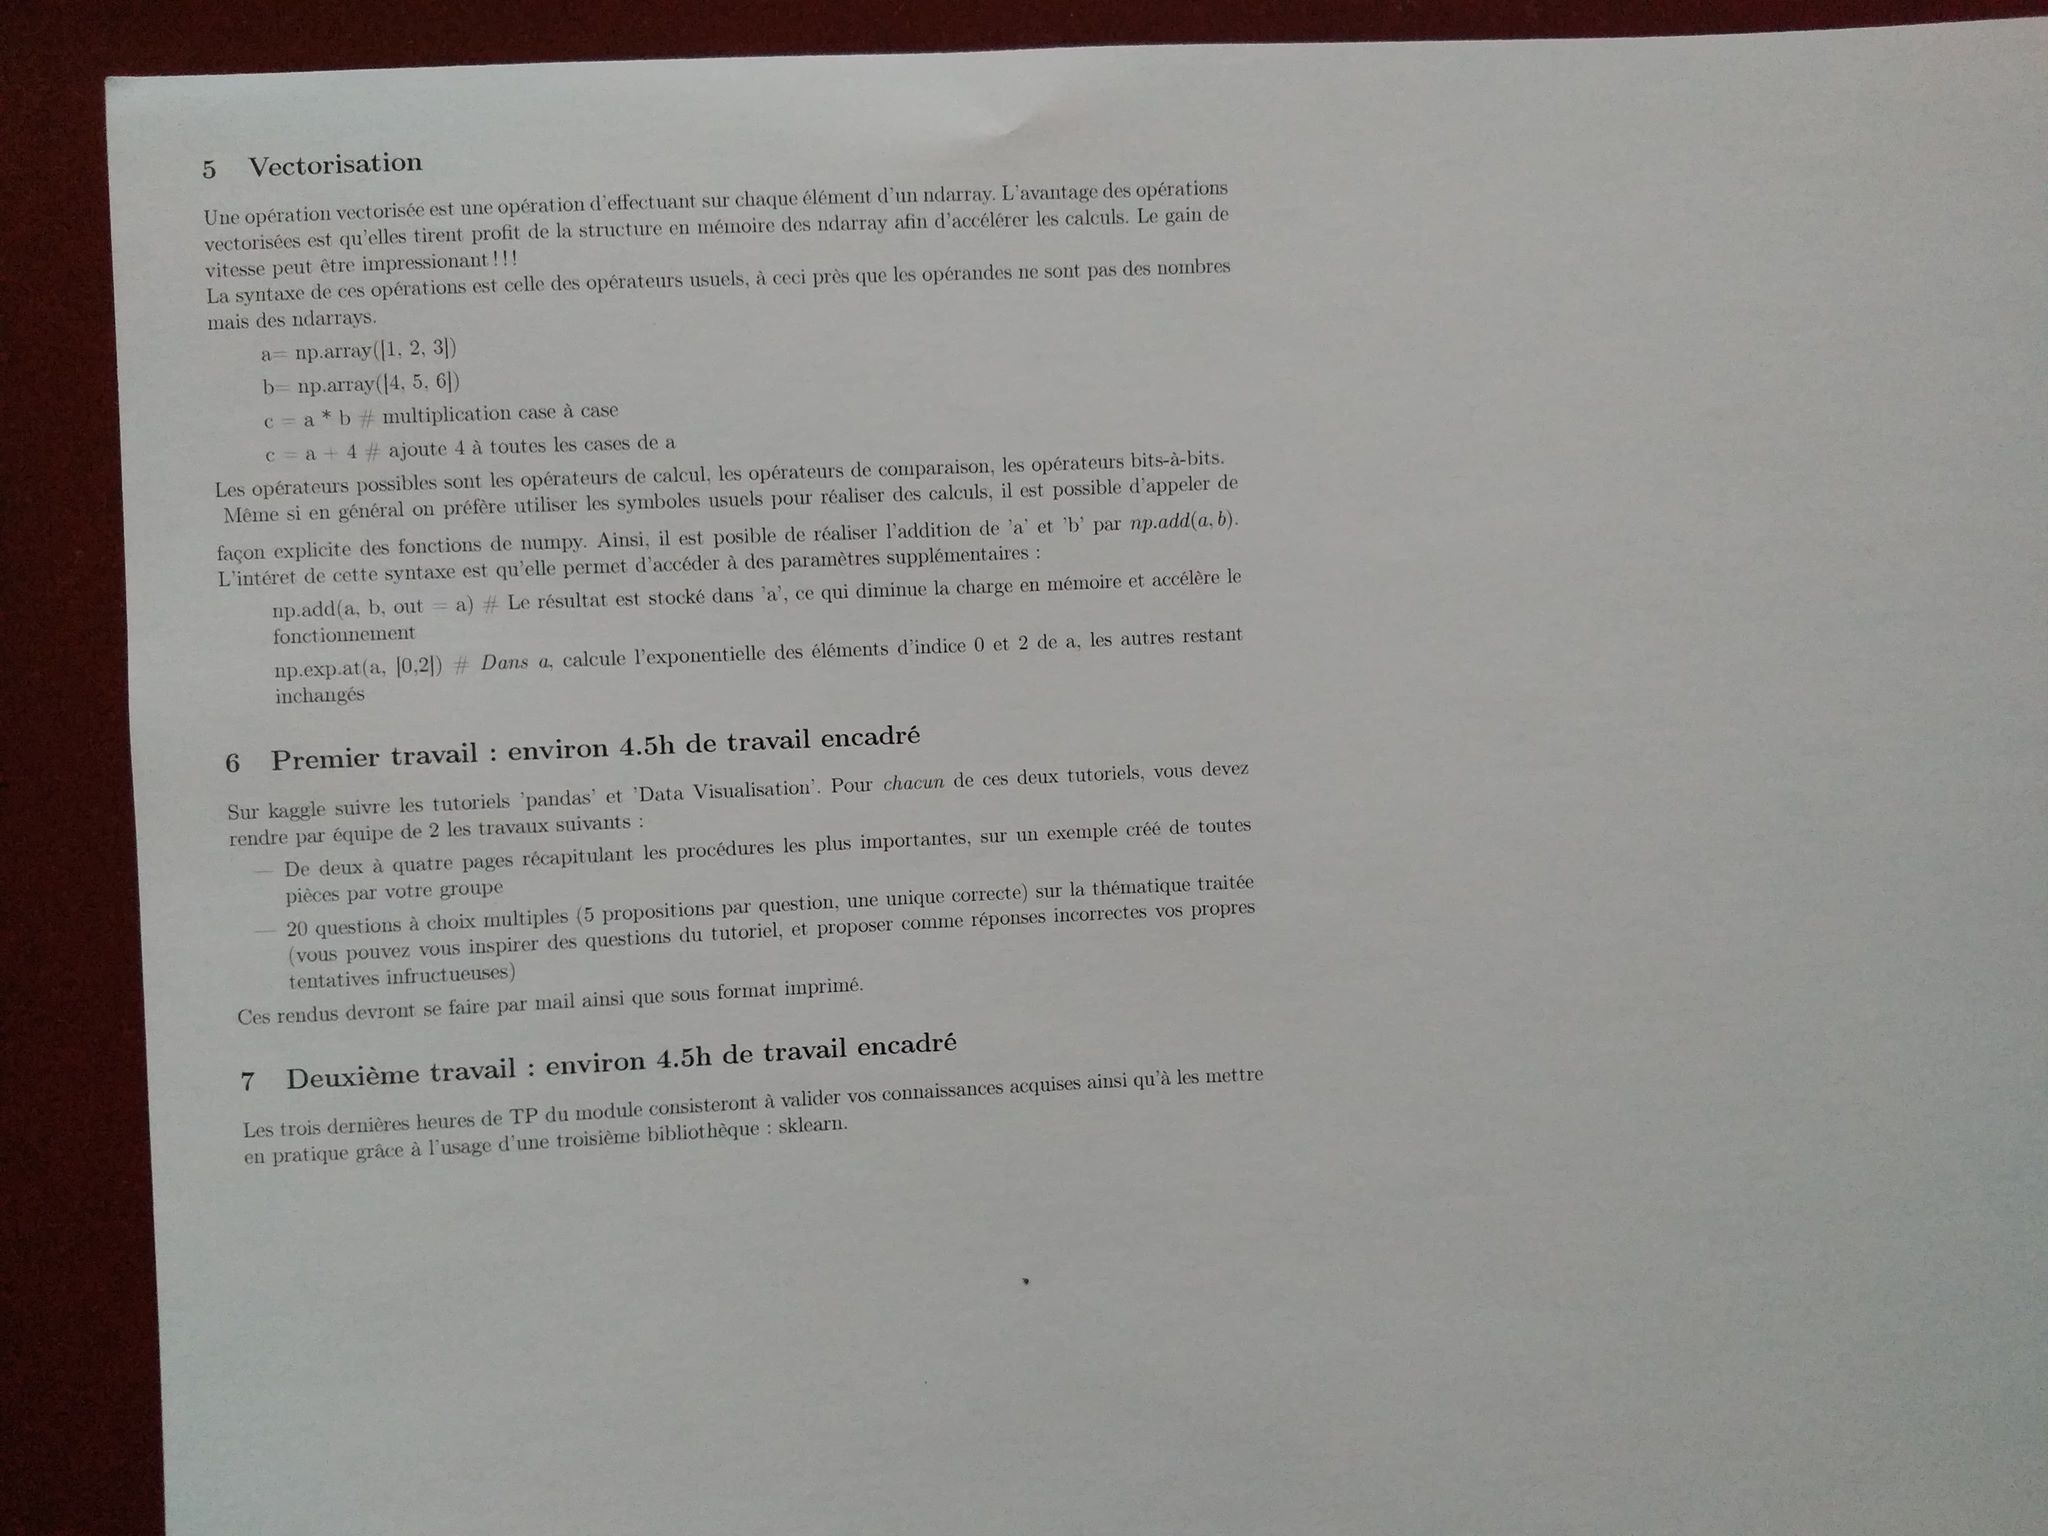 5 Vectorisation
Une opération vectorisée est une opération d'effectuant sur chaque élément d'un ndarray. L'avantage des opérations
vectorisées est qu'elles tirent profit de la structure en mémoire des ndarray afin d'accélérer les calculs. Le gain de
vitesse peut être impressionant !!!
La syntaxe de ces opérations est celle des opérateurs usuels, à ceci près que les opérandes ne sont pas des nombres
mais des ndarrays.
a= np.array([1, 2, 3])
b= np.array([4, 5, 6])
c = a * b # multiplication case à case
c = a + 4 # ajoute 4 à toutes les cases de a
Les opérateurs possibles sont les opérateurs de calcul, les opérateurs de comparaison, les opérateurs bits-à-bits.
Même si en général on préfère utiliser les symboles usuels pour réaliser des calculs, il est possible d'appeler de
façon explicite des fonctions de numpy. Ainsi, il est posible de réaliser l'addition de 'a' et 'b' par np.add(a, b).
L'intéret de cette syntaxe est qu'elle permet d'accéder à des paramètres supplémentaires :
np.add(a, b, out = a) # Le résultat est stocké dans 'a', ce qui diminue la charge en mémoire et accélère le
fonctionnement
np.exp.at(a, [0,2]) # Dans a, calcule l'exponentielle des éléments d'indice 0 et 2 de a, les autres restant
inchangés
6 Premier travail : environ 4.5h de travail encadré
Sur kaggle suivre les tutoriels 'pandas' et 'Data Visualisation'. Pour chacun de ces deux tutoriels, vous devez
rendre par équipe de 2 les travaux suivants :
— De deux à quatre pages récapitulant les procédures les plus importantes, sur un exemple créé de toutes
pièces par votre groupe
— 20 questions à choix multiples (5 propositions par question, une unique correcte) sur la thématique traitée
(vous pouvez vous inspirer des questions du tutoriel, et proposer comme réponses incorrectes vos propres
tentatives infructueuses)
Ces rendus devront se faire par mail ainsi que sous format imprimé.
7 Deuxième travail : environ 4.5h de travail encadré
Les trois dernières heures de TP du module consisteront à valider vos connaissances acquises ainsi qu'à les mettre
en pratique grâce à l'usage d'une troisième bibliothèque : sklearn.